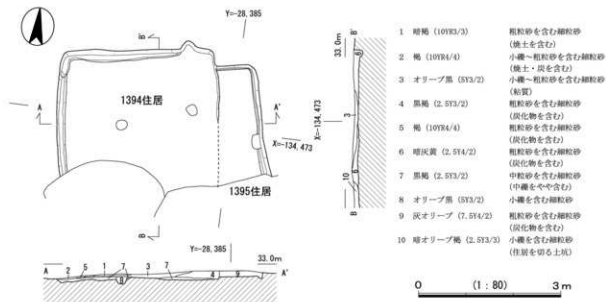 Y=-28,385
B'
A
A'
1394住居
X=-134,473
1395住居
B
Y=-28,385
33.0m
A
2
5
1
7
3
7
4
9
A'
6
33.0m
B'
6
3
8
10
B
X=-134,473
1 暗褐 (10YR3/3) 粗粒砂を含む細粒砂
(焼土を含む)
2 褐 (10YR4/4) 小礫～粗粒砂を含む細粒砂
(焼土・炭を含む)
3 オリーブ黒 (5Y3/2) 小礫～粗粒砂を含む細粒砂
(粘質)
4 黒褐 (2.5Y3/2) 粗粒砂を含む細粒砂
(炭化物を含む)
5 褐 (10YR4/4) 粗粒砂を含む細粒砂
(炭化物を含む)
6 暗灰黄 (2.5Y4/2) 粗粒砂を含む細粒砂
(炭化物を含む)
7 黒褐 (2.5Y3/2) 中粒砂を含む細粒砂
(中礫をやや含む)
8 オリーブ黒 (5Y3/2) 小礫を含む細粒砂
9 灰オリーブ (7.5Y4/2) 粗粒砂を含む細粒砂
(炭化物を含む)
10 暗オリーブ褐 (2.5Y3/3) 小礫を含む細粒砂
(住居を切る土坑)
0 (1:80) 3m